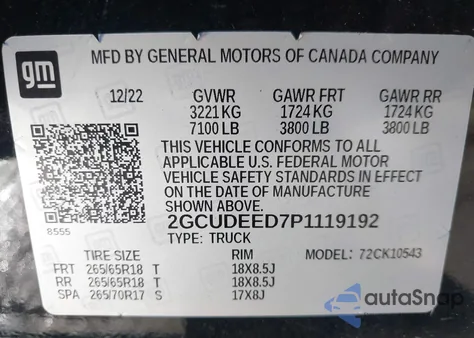 gm
MFD BY GENERAL MOTORS OF CANADA COMPANY
12/22 GVWR GAWR FRT GAWR RR
3221 KG 1724 KG 1724 KG
7100 LB 3800 LB 3800 LB
THIS VEHICLE CONFORMS TO ALL
APPLICABLE U.S. FEDERAL MOTOR
VEHICLE SAFETY STANDARDS IN EFFECT
ON THE DATE OF MANUFACTURE
SHOWN ABOVE.
2GCUDEED7P1119192
8555 TYPE: TRUCK
TIRE SIZE RIM MODEL: 72CK10543
FRT 265/65R18 T 18X8.5J
RR 265/65R18 T 18X8.5J
SPA 265/70R17 S 17X8J
autoSnap